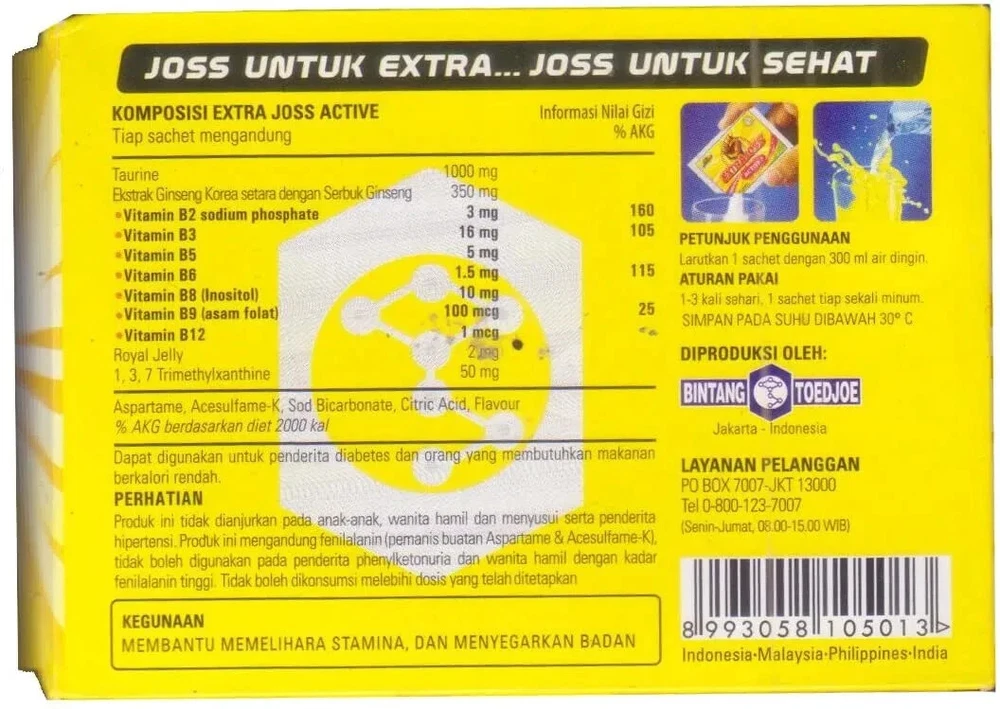 JOSS UNTUK EXTRA... JOSS UNTUK SEHAT
KOMPOSISI EXTRA JOSS ACTIVE
Tiap sachet mengandung
Informasi Nilai Gizi
% AKG
Taurine 1000 mg
Ekstrak Ginseng Korea setara dengan Serbuk Ginseng 350 mg
•Vitamin B2 sodium phosphate 3 mg 160
•Vitamin B3 16 mg 105
•Vitamin B5 5 mg
•Vitamin B6 1.5 mg 115
•Vitamin B8 (Inositol) 10 mg
•Vitamin B9 (asam folat) 100 mcg 25
•Vitamin B12 1 mcg
Royal Jelly 2 mg
1, 3, 7 Trimethylxanthine 50 mg
Aspartame, Acesulfame-K, Sod Bicarbonate, Citric Acid, Flavour
% AKG berdasarkan diet 2000 kal
Dapat digunakan untuk penderita diabetes dan orang yang membutuhkan makanan
berkalori rendah.
PERHATIAN
Produk ini tidak dianjurkan pada anak-anak, wanita hamil dan menyusui serta penderita
hipertensi. Produk ini mengandung fenilalanin (pemanis buatan Aspartame & Acesulfame-K),
tidak boleh digunakan pada penderita phenylketonuria dan wanita hamil dengan kadar
fenilalanin tinggi. Tidak boleh dikonsumsi melebihi dosis yang telah ditetapkan
KEGUNAAN
MEMBANTU MEMELIHARA STAMINA, DAN MENYEGARKAN BADAN
PETUNJUK PENGGUNAAN
Larutkan 1 sachet dengan 300 ml air dingin.
ATURAN PAKAI
1-3 kali sehari, 1 sachet tiap sekali minum.
SIMPAN PADA SUHU DIBAWAH 30° C
DIPRODUKSI OLEH:
BINTANG TOEDJOE
Jakarta - Indonesia
LAYANAN PELANGGAN
PO BOX 7007-JKT 13000
Tel 0-800-123-7007
(Senin-Jumat, 08.00-15.00 WIB)
8 993058 105013 >
Indonesia•Malaysia•Philippines•India